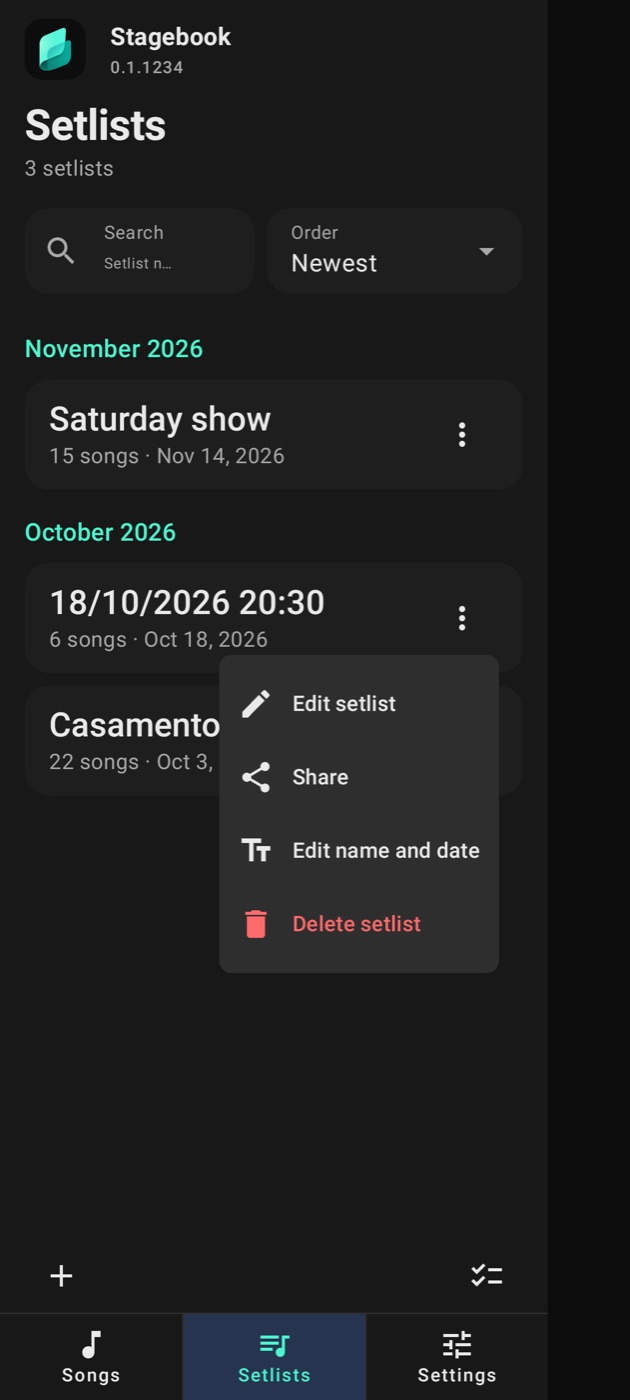 Stagebook
0.1.1234
Setlists
3 setlists
Search
Setlist n…
Order
Newest
November 2026
Saturday show
15 songs · Nov 14, 2026
October 2026
18/10/2026 20:30
6 songs · Oct 18, 2026
Casamento
22 songs · Oct 3,
Edit setlist
Share
Edit name and date
Delete setlist
Songs
Setlists
Settings